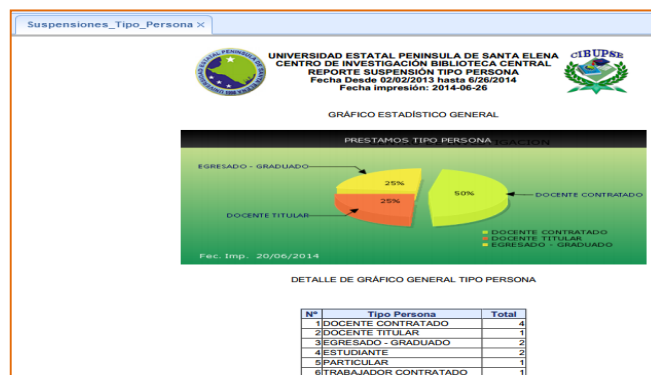 Suspensiones_Tipo_Persona ×
UNIVERSIDAD ESTATAL PENINSULA DE SANTA ELENA
CENTRO DE INVESTIGACIÓN BIBLIOTECA CENTRAL
REPORTE SUSPENSIÓN TIPO PERSONA
Fecha Desde 02/02/2013 hasta 6/26/2014
Fecha impresión: 2014-06-26
CIBUPSE
GRÁFICO ESTADÍSTICO GENERAL
PRESTAMOS TIPO PERSONA IGACION
EGRESADO - GRADUADO
25%
50%
DOCENTE CONTRATADO
25%
DOCENTE TITULAR
DOCENTE CONTRATADO
DOCENTE TITULAR
EGRESADO - GRADUADO
Fec. Imp. 20/06/2014
DETALLE DE GRÁFICO GENERAL TIPO PERSONA
Nº Tipo Persona Total
1 DOCENTE CONTRATADO 4
2 DOCENTE TITULAR 1
3 EGRESADO - GRADUADO 2
4 ESTUDIANTE 2
5 PARTICULAR 1
6 TRABAJADOR CONTRATADO 1